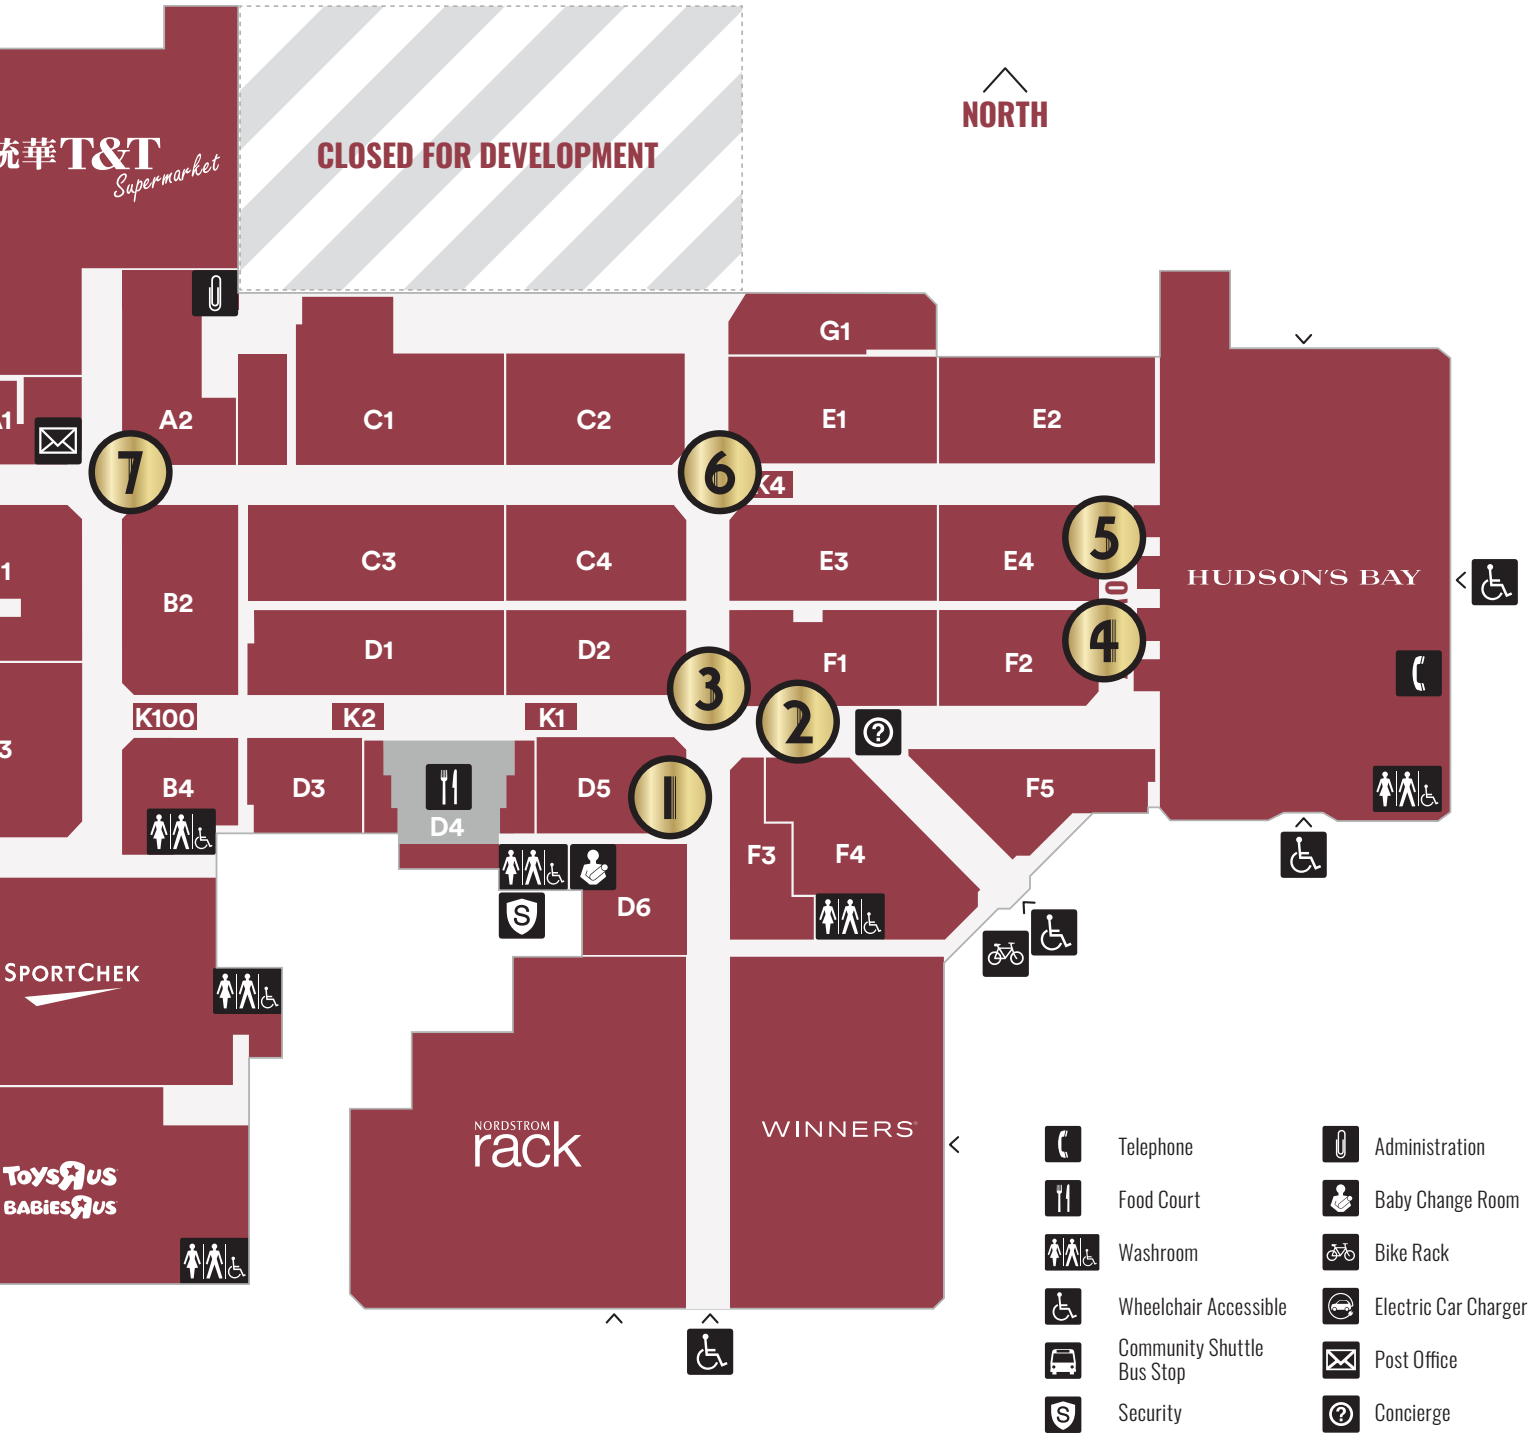 CLOSED FOR DEVELOPMENT
NORTH
華T&T
Supermarket
G1
A2
C1
C2
E1
E2
7
6
K4
5
C3
C4
E3
E4
HUDSON'S BAY
1
B2
4
D1
D2
F1
F2
3
2
K100
K2
K1
3
B4
D3
D4
D5
1
F5
F3
F4
S
D6
SPORTCHEK
NORDSTROM
rack
WINNERS
TOYS R US
BABIES R US
Telephone
Food Court
Washroom
Wheelchair Accessible
Community Shuttle
Bus Stop
S Security
Administration
Baby Change Room
Bike Rack
Electric Car Charger
Post Office
? Concierge